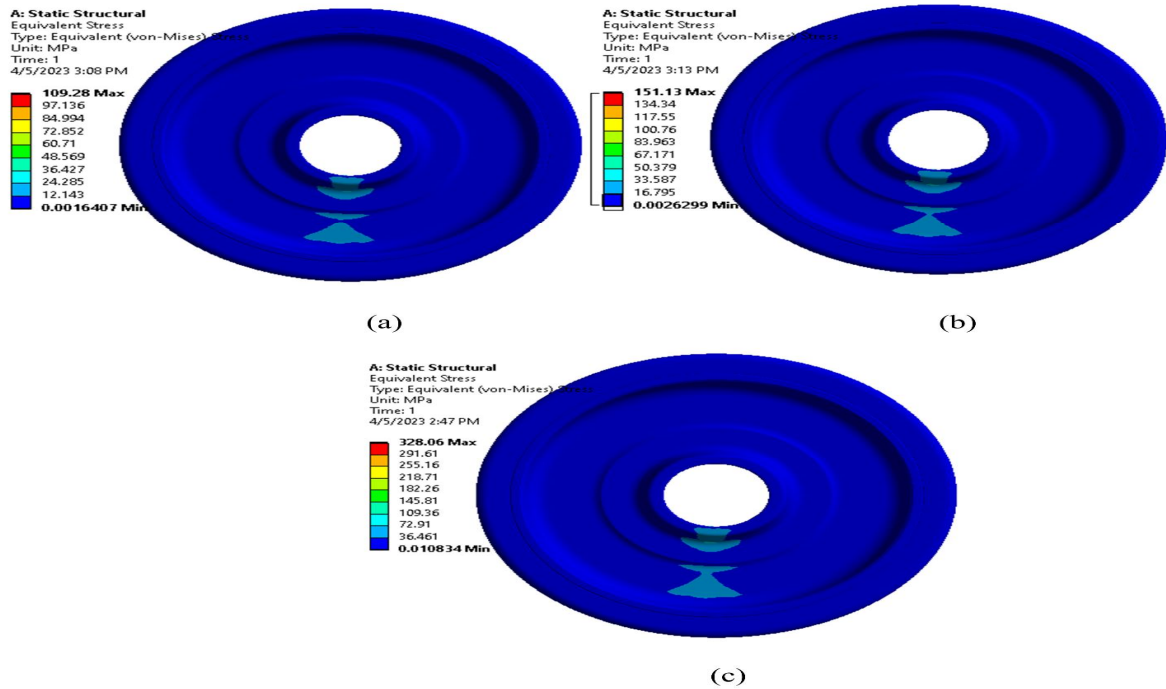 A: Static Structural
Equivalent Stress
Type: Equivalent (von-Mises) Stress
Unit: MPa
Time: 1
4/5/2023 3:08 PM
109.28 Max
97.136
84.994
72.852
60.71
48.569
36.427
24.285
12.143
0.0016407 Min
(a)
A: Static Structural
Equivalent Stress
Type: Equivalent (von-Mises) Stress
Unit: MPa
Time: 1
4/5/2023 3:13 PM
151.13 Max
134.34
117.55
100.76
83.963
67.171
50.379
33.587
16.795
0.0026299 Min
(b)
A: Static Structural
Equivalent Stress
Type: Equivalent (von-Mises) Stress
Unit: MPa
Time: 1
4/5/2023 2:47 PM
328.06 Max
291.61
255.16
218.71
182.26
145.81
109.36
72.91
36.461
0.010834 Min
(c)